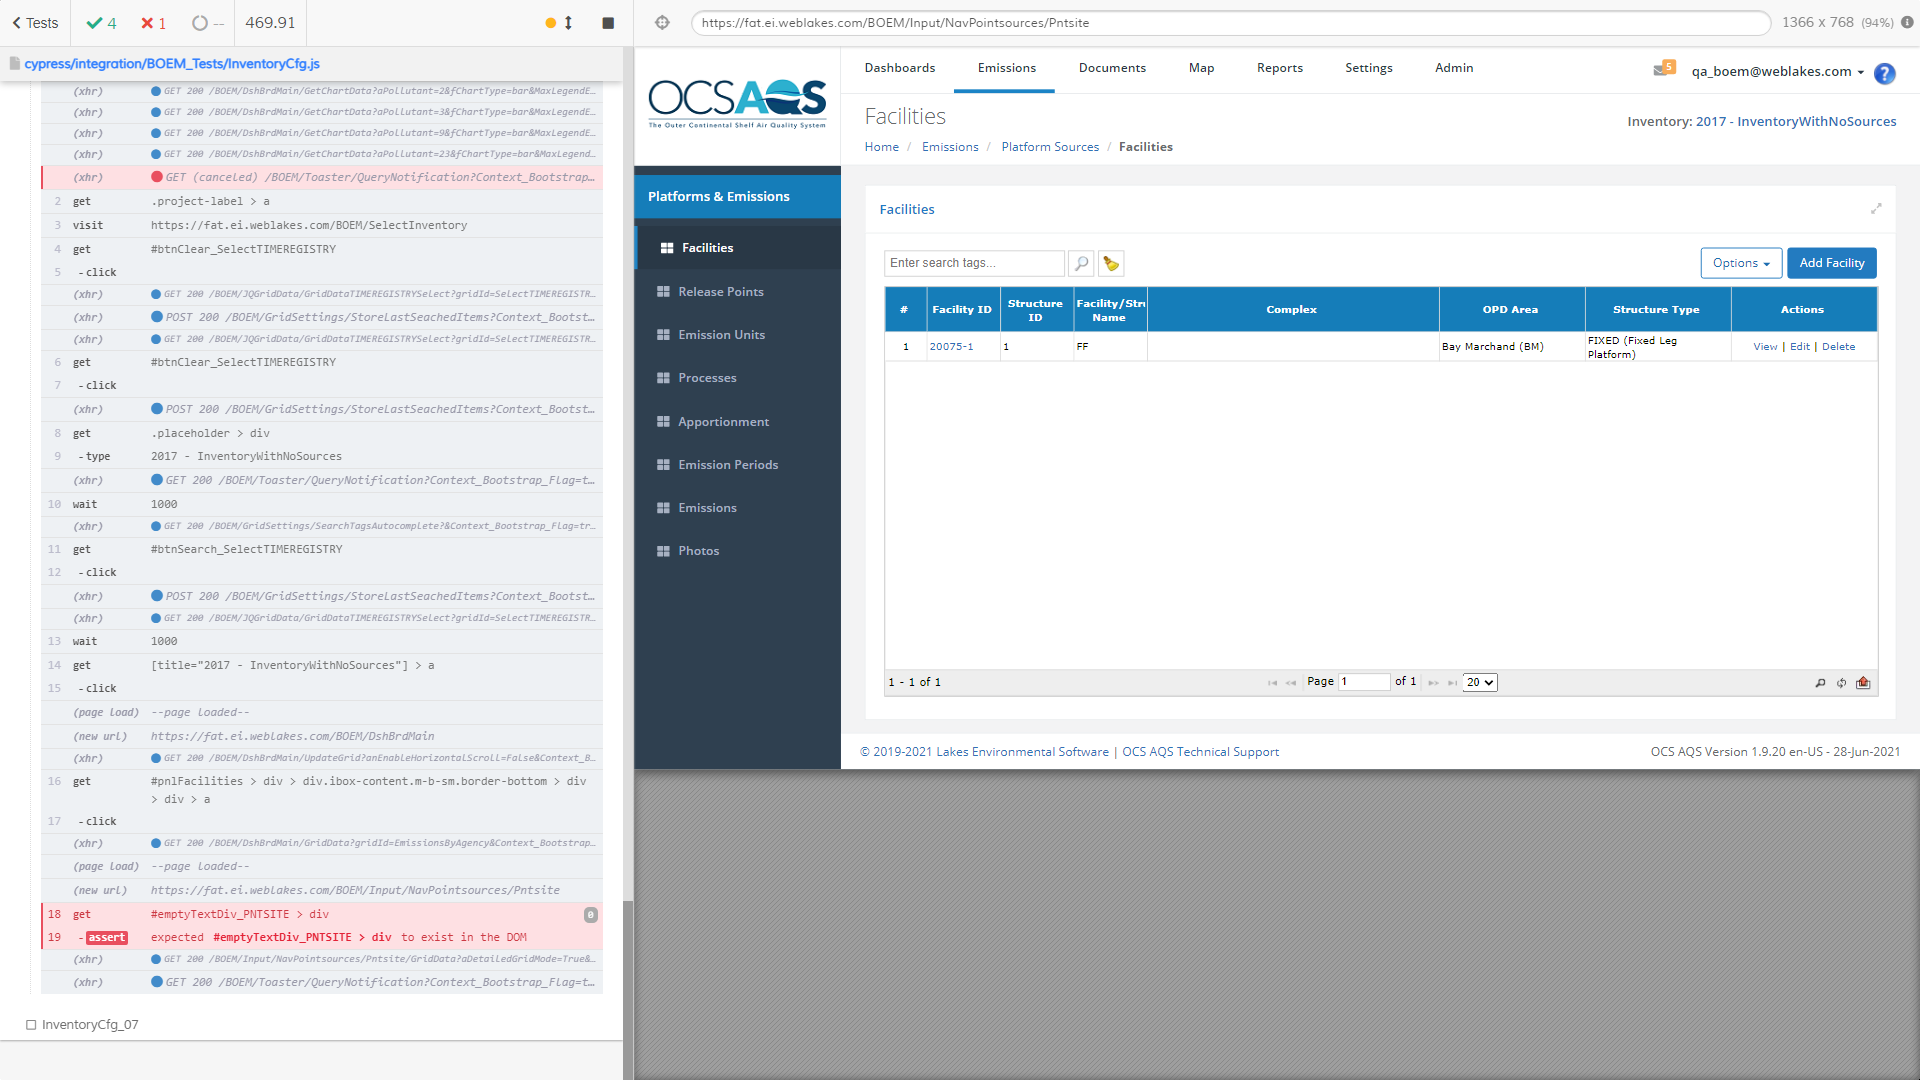 Tests
4
1
--
469.91
cypress/integration/BOEM_Tests/InventoryCfg.js
(xhr) GET 200 /BOEM/DshBrdMain/GetChartData?aPollutant=2&fChartType=bar&MaxLegendE...
(xhr) GET 200 /BOEM/DshBrdMain/GetChartData?aPollutant=3&fChartType=bar&MaxLegendE...
(xhr) GET 200 /BOEM/DshBrdMain/GetChartData?aPollutant=9&fChartType=bar&MaxLegendE...
(xhr) GET 200 /BOEM/DshBrdMain/GetChartData?aPollutant=23&fChartType=bar&MaxLegend...
(xhr) GET (canceled) /BOEM/Toaster/QueryNotification?Context_Bootstrap...
2 get .project-label > a
3 visit https://fat.ei.weblakes.com/BOEM/SelectInventory
4 get #btnClear_SelectTIMEREGISTRY
5 -click
(xhr) GET 200 /BOEM/JQGridData/GridDataTIMEREGISTRYSelect?gridId=SelectTIMEREGISTR...
(xhr) POST 200 /BOEM/GridSettings/StoreLastSeachedItems?Context_Bootst...
(xhr) GET 200 /BOEM/JQGridData/GridDataTIMEREGISTRYSelect?gridId=SelectTIMEREGISTR...
6 get #btnClear_SelectTIMEREGISTRY
7 -click
(xhr) POST 200 /BOEM/GridSettings/StoreLastSeachedItems?Context_Bootst...
8 get .placeholder > div
9 -type 2017 - InventoryWithNoSources
(xhr) GET 200 /BOEM/Toaster/QueryNotification?Context_Bootstrap_Flag=t...
10 wait 1000
(xhr) GET 200 /BOEM/GridSettings/SearchTagsAutocomplete?&Context_Bootstrap_Flag=tr...
11 get #btnSearch_SelectTIMEREGISTRY
12 -click
(xhr) POST 200 /BOEM/GridSettings/StoreLastSeachedItems?Context_Bootst...
(xhr) GET 200 /BOEM/JQGridData/GridDataTIMEREGISTRYSelect?gridId=SelectTIMEREGISTR...
13 wait 1000
14 get [title="2017 - InventoryWithNoSources"] > a
15 -click
(page load) --page loaded--
(new url) https://fat.ei.weblakes.com/BOEM/DshBrdMain
(xhr) GET 200 /BOEM/DshBrdMain/UpdateGrid?anEnableHorizontalScroll=False&Context_B...
16 get #pnlFacilities > div > div.ibox-content.m-b-sm.border-bottom > div
> div > a
17 -click
(xhr) GET 200 /BOEM/DshBrdMain/GridData?gridId=EmissionsByAgency&Context_Bootstrap...
(page load) --page loaded--
(new url) https://fat.ei.weblakes.com/BOEM/Input/NavPointsources/Pntsite
18 get #emptyTextDiv_PNTSITE > div 0
19 -assert expected #emptyTextDiv_PNTSITE > div to exist in the DOM
(xhr) GET 200 /BOEM/Input/NavPointsources/Pntsite/GridData?aDetailedGridMode=True&...
(xhr) GET 200 /BOEM/Toaster/QueryNotification?Context_Bootstrap_Flag=t...
InventoryCfg_07
https://fat.ei.weblakes.com/BOEM/Input/NavPointsources/Pntsite
1366 x 768 (94%)
OCSAQS
The Outer Continental Shelf Air Quality System
Dashboards Emissions Documents Map Reports Settings Admin
5
qa_boem@weblakes.com
?
Facilities
Inventory: 2017 - InventoryWithNoSources
Home / Emissions / Platform Sources / Facilities
Platforms & Emissions
Facilities
Release Points
Emission Units
Processes
Apportionment
Emission Periods
Emissions
Photos
Facilities
Enter search tags...
Options
Add Facility
# Facility ID Structure ID Facility/Stru Name Complex OPD Area Structure Type Actions
1 20075-1 1 FF Bay Marchand (BM) FIXED (Fixed Leg Platform) View | Edit | Delete
1 - 1 of 1
Page 1 of 1
20
© 2019-2021 Lakes Environmental Software | OCS AQS Technical Support
OCS AQS Version 1.9.20 en-US - 28-Jun-2021